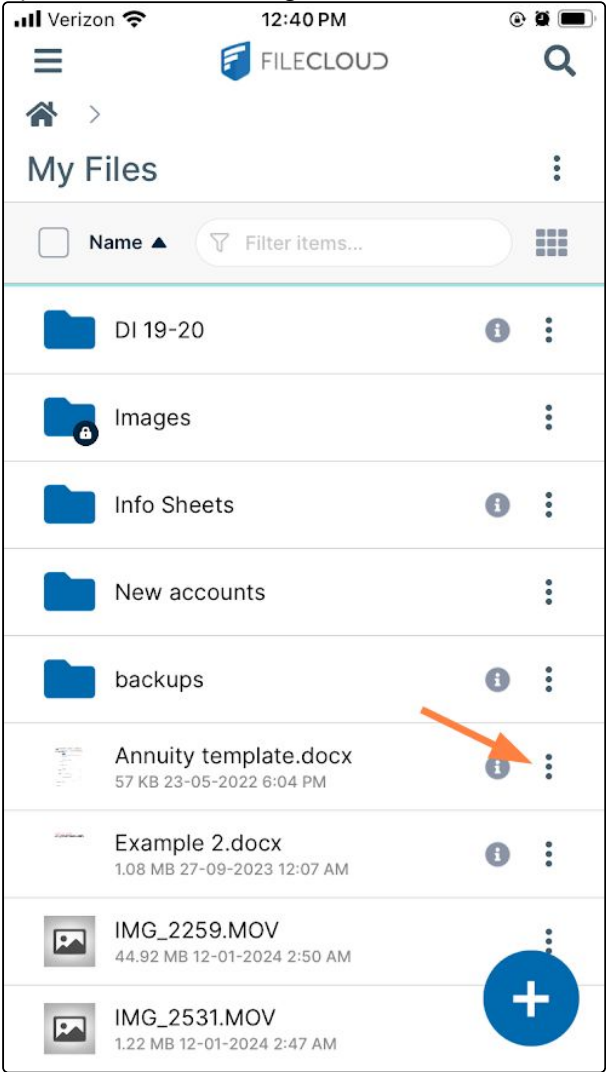 Verizon 12:40 PM
FILECLOUD
My Files
Name Filter items...
DI 19-20
Images
Info Sheets
New accounts
backups
Annuity template.docx
57 KB 23-05-2022 6:04 PM
Example 2.docx
1.08 MB 27-09-2023 12:07 AM
IMG_2259.MOV
44.92 MB 12-01-2024 2:50 AM
IMG_2531.MOV
1.22 MB 12-01-2024 2:47 AM